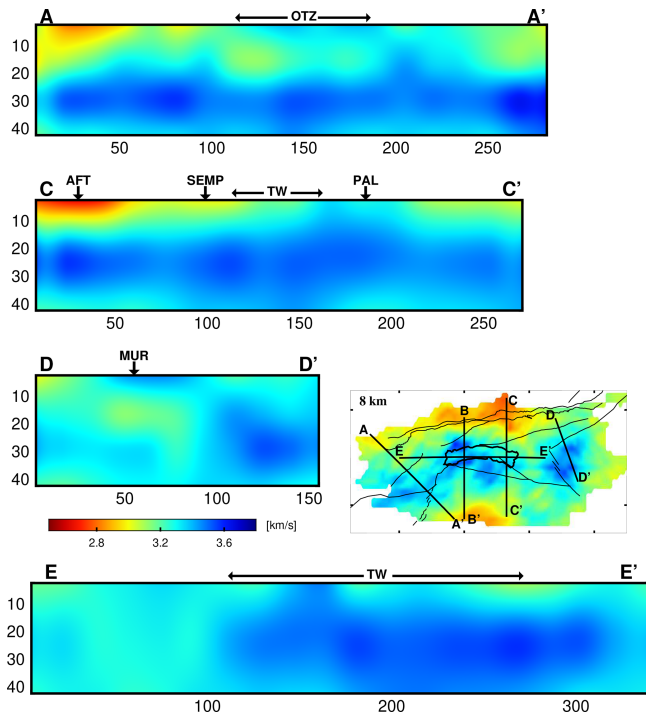 A OTZ A’
10
20
30
40
50 100 150 200 250
AFT SEMP TW PAL
C C’
10
20
30
40
50 100 150 200 250
MUR
D D’
10
20
30
40
50 100 150
8 km
A B C D E E’ D’ A’ B’ C’
2.8 3.2 3.6 [km/s]
E TW E’
10
20
30
40
100 200 300